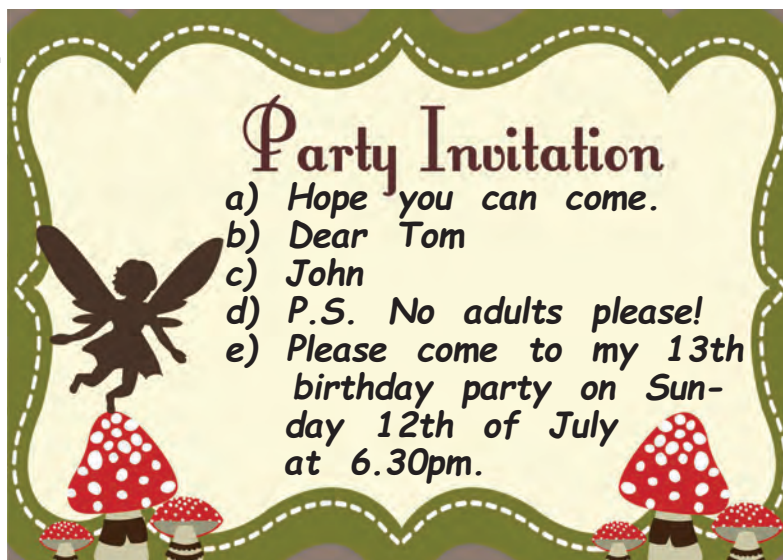 Party Invitation
a) Hope you can come.
b) Dear Tom
c) John
d) P.S. No adults please!
e) Please come to my 13th
birthday party on Sun-
day 12th of July
at 6.30pm.